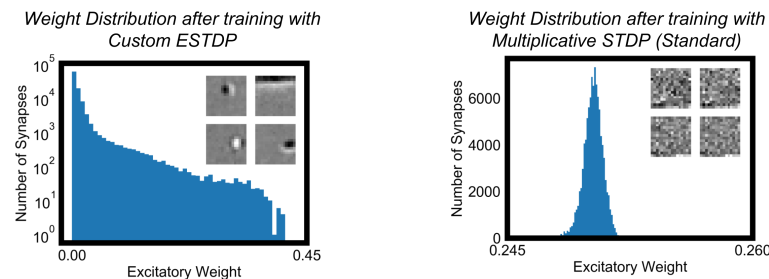 Weight Distribution after training with
Custom ESTDP
10^5
10^4
10^3
10^2
10^1
10^0
Number of Synapses
0.00
0.45
Excitatory Weight
Weight Distribution after training with
Multiplicative STDP (Standard)
6000
4000
2000
0
Number of Synapses
0.245
0.260
Excitatory Weight